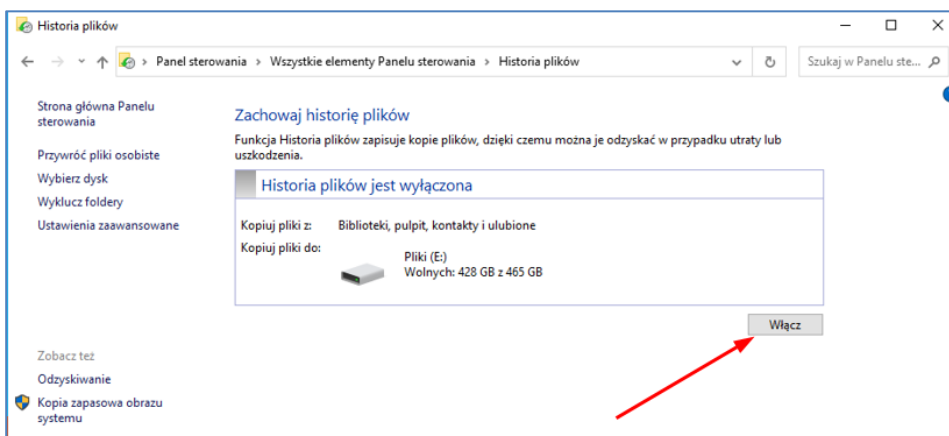 Historia plików
Panel sterowania > Wszystkie elementy Panelu sterowania > Historia plików
Szukaj w Panelu ste...
Strona główna Panelu
sterowania
Przywróć pliki osobiste
Wybierz dysk
Wyklucz foldery
Ustawienia zaawansowane
Zachowaj historię plików
Funkcja Historia plików zapisuje kopie plików, dzięki czemu można je odzyskać w przypadku utraty lub
uszkodzenia.
Historia plików jest wyłączona
Kopiuj pliki z: Biblioteki, pulpit, kontakty i ulubione
Kopiuj pliki do:
Pliki (E:)
Wolnych: 428 GB z 465 GB
Włącz
Zobacz też
Odzyskiwanie
Kopia zapasowa obrazu
systemu